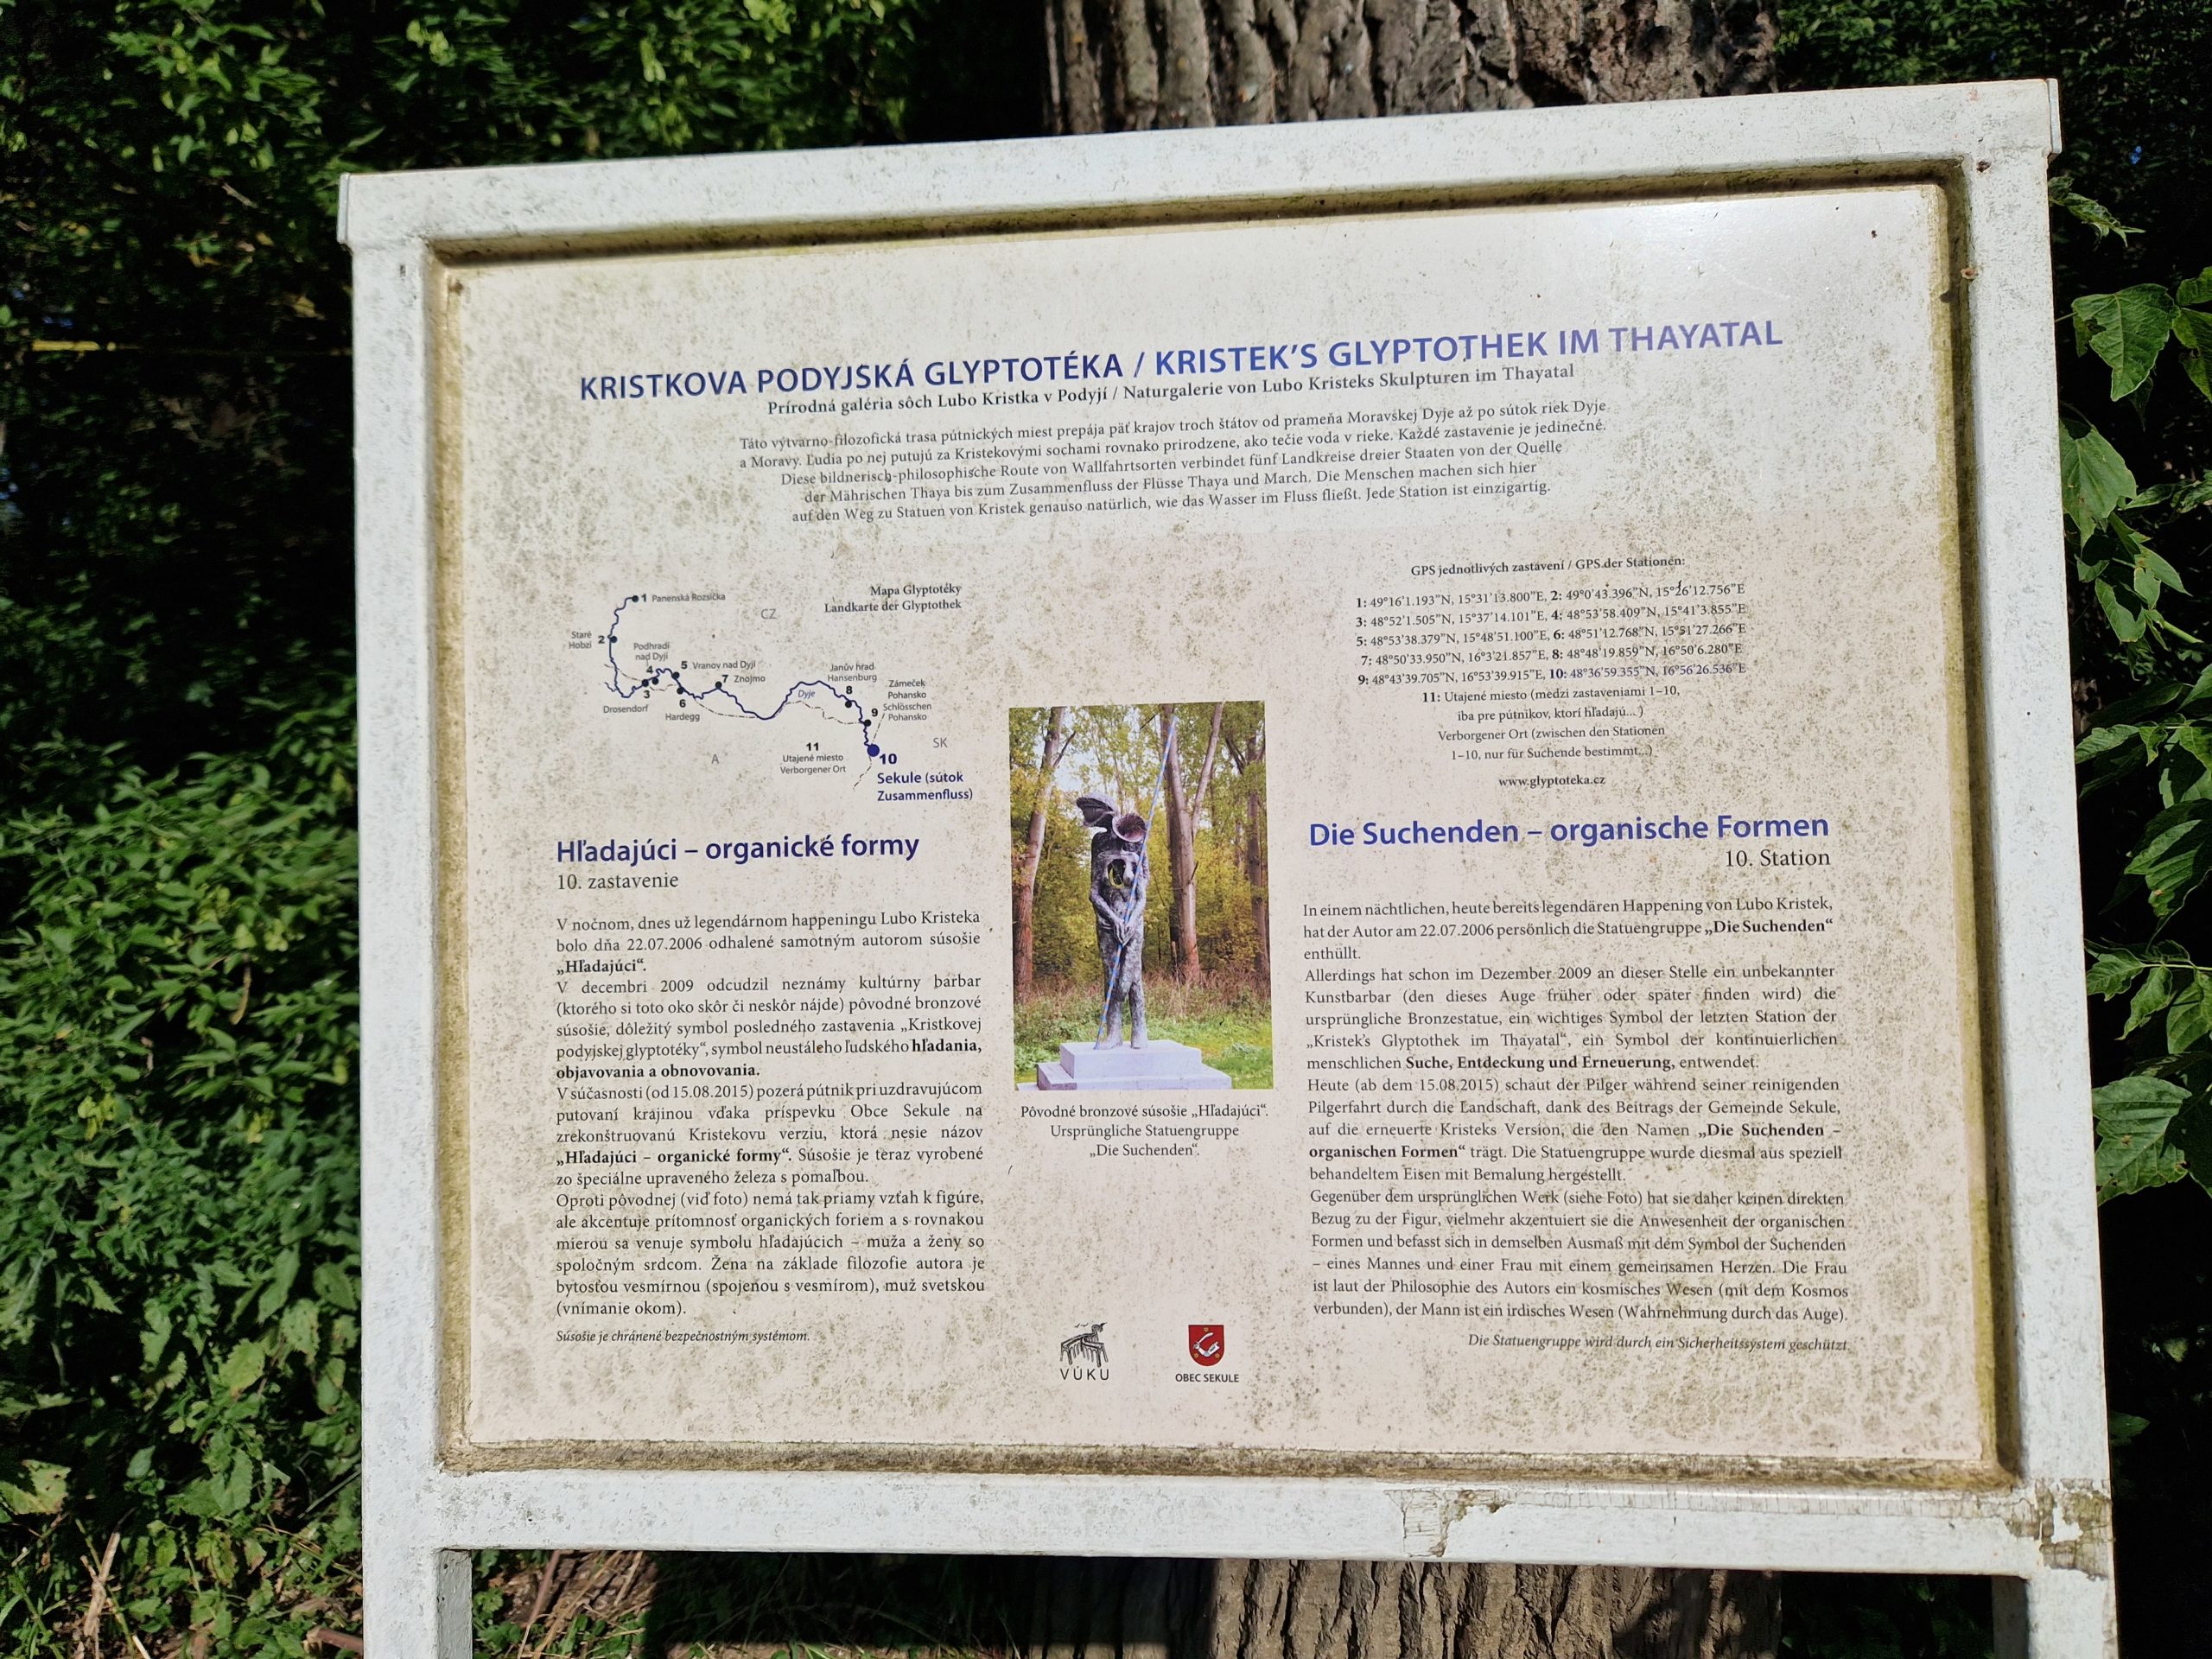 KRISTKOVA PODYJSKÁ GLYPTOTÉKA / KRISTEK'S GLYPTOTHEK IM THAYATAL
Prírodná galéria sôch Lubo Kristka v Podyjí / Naturgalerie von Lubo Kristeks Skulpturen im Thayatal
Táto výtvarno-filozofická trasa pútnických miest prepája päť krajov troch štátov od prameňa Moravskej Dyje až po sútok riek Dyje
a Moravy. Ľudia po nej putujú za Kristekovými sochami rovnako prirodzene, ako tečie voda v rieke. Každé zastavenie je jedinečné.
Diese bildnerisch-philosophische Route von Wallfahrtsorten verbindet fünf Landkreise dreier Staaten von der Quelle
der Mährischen Thaya bis zum Zusammenfluss der Flüsse Thaya und March. Die Menschen machen sich hier
auf den Weg zu Statuen von Kristek genauso natürlich, wie das Wasser im Fluss fließt. Jede Station ist einzigartig.
Mapa Glyptotéky
Landkarte der Glyptothek
CZ
1 Panenská Rozsíčka
Staré
Hobzí
2
Podhradí
nad Dyjí
4
5 Vranov nad Dyjí
7 Znojmo
3
Drosendorf
6
Hardegg
Dyje
Janův hrad
Hansenburg
8
Zámeček
Pohansko
Schlösschen
Pohansko
9
A
SK
11
Utajené miesto
Verborgener Ort
10
Sekule (sútok
Zusammenfluss)
GPS jednotlivých zastavení / GPS der Stationen:
1: 49°16'1.193"N, 15°31'13.800"E, 2: 49°0'43.396"N, 15°26'12.756"E
3: 48°52'1.505"N, 15°37'14.101"E, 4: 48°53'58.409"N, 15°41'3.855"E
5: 48°53'38.379"N, 15°48'51.100"E, 6: 48°51'12.768"N, 15°51'27.266"E
7: 48°50'33.950"N, 16°3'21.857"E, 8: 48°48'19.859"N, 16°50'6.280"E
9: 48°43'39.705"N, 16°53'39.915"E, 10: 48°36'59.355"N, 16°56'26.536"E
11: Utajené miesto (medzi zastaveniami 1–10,
iba pre pútnikov, ktorí hľadajú...)
Verborgener Ort (zwischen den Stationen
1–10, nur für Suchende bestimmt...)
www.glyptoteka.cz
Hľadajúci – organické formy
10. zastavenie
V nočnom, dnes už legendárnom happeningu Lubo Kristeka
bolo dňa 22.07.2006 odhalené samotným autorom súsošie
„Hľadajúci“.
V decembri 2009 odcudzil neznámy kultúrny barbar
(ktorého si toto oko skôr či neskôr nájde) pôvodné bronzové
súsošie, dôležitý symbol posledného zastavenia „Kristkovej
podyjskej glyptotéky“, symbol neustáleho ľudského hľadania,
objavovania a obnovovania.
V súčasnosti (od 15.08.2015) pozerá pútnik pri uzdravujúcom
putovaní krajinou vďaka príspevku Obce Sekule na
zrekonštruovanú Kristekovu verziu, ktorá nesie názov
„Hľadajúci – organické formy“. Súsošie je teraz vyrobené
zo špeciálne upraveného železa s pomaľbou.
Oproti pôvodnej (viď foto) nemá tak priamy vzťah k figúre,
ale akcentuje prítomnosť organických foriem a s rovnakou
mierou sa venuje symbolu hľadajúcich – muža a ženy so
spoločným srdcom. Žena na základe filozofie autora je
bytosťou vesmírnou (spojenou s vesmírom), muž svetskou
(vnímanie okom).
Súsošie je chránené bezpečnostným systémom.
Pôvodné bronzové súsošie „Hľadajúci“.
Ursprüngliche Statuengruppe
„Die Suchenden“.
VÚKU
OBEC SEKULE
Die Suchenden – organische Formen
10. Station
In einem nächtlichen, heute bereits legendären Happening von Lubo Kristek,
hat der Autor am 22.07.2006 persönlich die Statuengruppe „Die Suchenden“
enthüllt.
Allerdings hat schon im Dezember 2009 an dieser Stelle ein unbekannter
Kunstbarbar (den dieses Auge früher oder später finden wird) die
ursprüngliche Bronzestatue, ein wichtiges Symbol der letzten Station der
„Kristek's Glyptothek im Thayatal“, ein Symbol der kontinuierlichen
menschlichen Suche, Entdeckung und Erneuerung, entwendet.
Heute (ab dem 15.08.2015) schaut der Pilger während seiner reinigenden
Pilgerfahrt durch die Landschaft, dank des Beitrags der Gemeinde Sekule,
auf die erneuerte Kristeks Version, die den Namen „Die Suchenden –
organischen Formen“ trägt. Die Statuengruppe wurde diesmal aus speziell
behandeltem Eisen mit Bemalung hergestellt.
Gegenüber dem ursprünglichen Werk (siehe Foto) hat sie daher keinen direkten
Bezug zu der Figur, vielmehr akzentuiert sie die Anwesenheit der organischen
Formen und befasst sich in demselben Ausmaß mit dem Symbol der Suchenden
– eines Mannes und einer Frau mit einem gemeinsamen Herzen. Die Frau
ist laut der Philosophie des Autors ein kosmisches Wesen (mit dem Kosmos
verbunden), der Mann ist ein irdisches Wesen (Wahrnehmung durch das Auge).
Die Statuengruppe wird durch ein Sicherheitssystem geschützt.